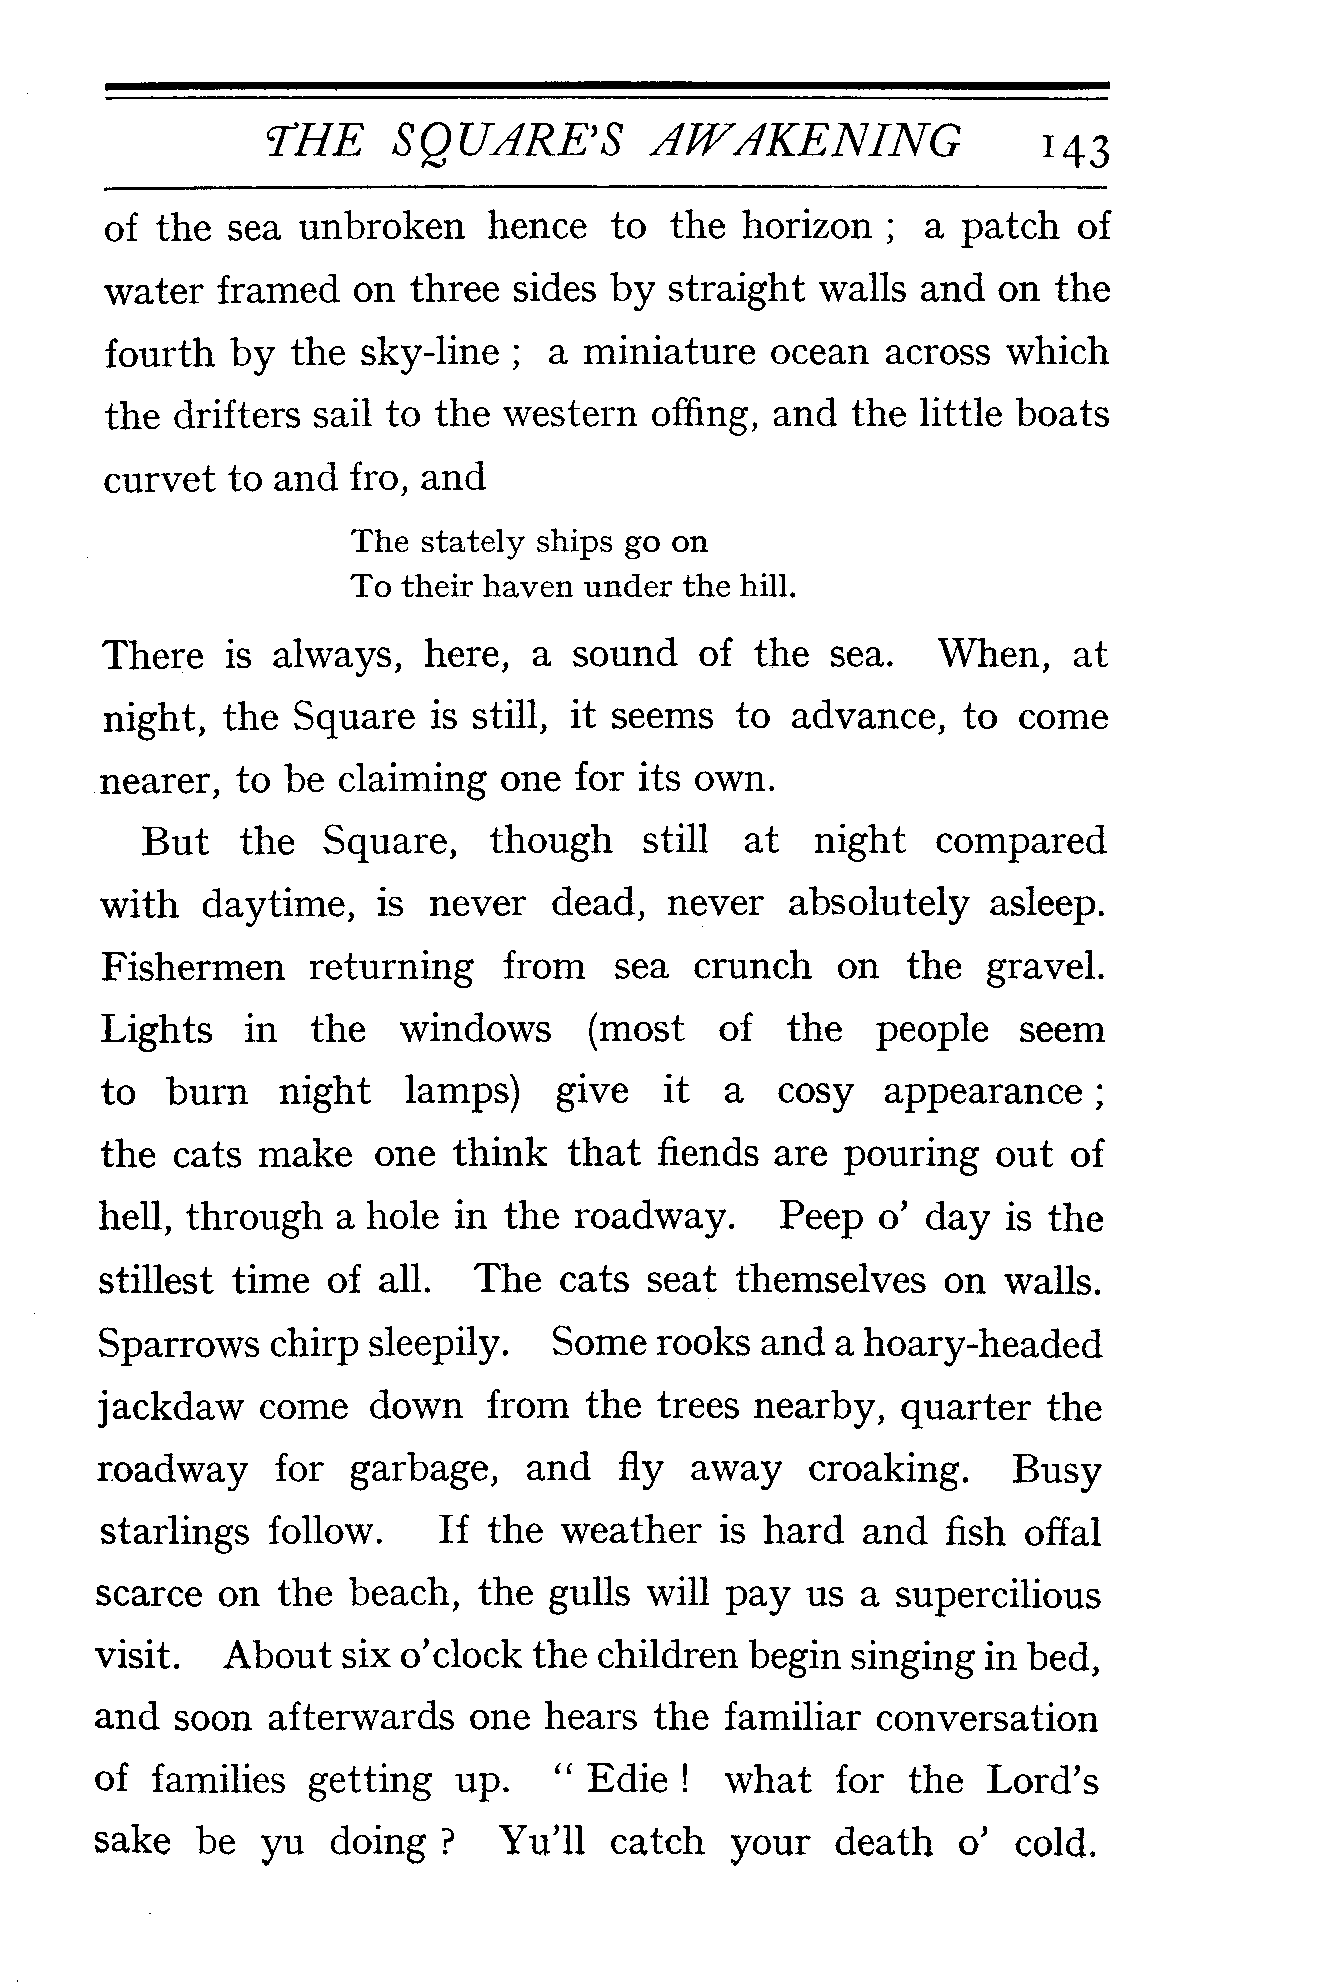 THE SQUARE'S AWAKENING 143
of the sea unbroken hence to the horizon ; a patch of
water framed on three sides by straight walls and on the
fourth by the sky-line ; a miniature ocean across which
the drifters sail to the western offing, and the little boats
curvet to and fro, and
The stately ships go on
To their haven under the hill.
There is always, here, a sound of the sea. When, at
night, the Square is still, it seems to advance, to come
nearer, to be claiming one for its own.
But the Square, though still at night compared
with daytime, is never dead, never absolutely asleep.
Fishermen returning from sea crunch on the gravel.
Lights in the windows (most of the people seem
to burn night lamps) give it a cosy appearance ;
the cats make one think that fiends are pouring out of
hell, through a hole in the roadway. Peep o' day is the
stillest time of all. The cats seat themselves on walls.
Sparrows chirp sleepily. Some rooks and a hoary-headed
jackdaw come down from the trees nearby, quarter the
roadway for garbage, and fly away croaking. Busy
starlings follow. If the weather is hard and fish offal
scarce on the beach, the gulls will pay us a supercilious
visit. About six o'clock the children begin singing in bed,
and soon afterwards one hears the familiar conversation
of families getting up. " Edie ! what for the Lord's
sake be yu doing ? Yu'll catch your death o' cold.